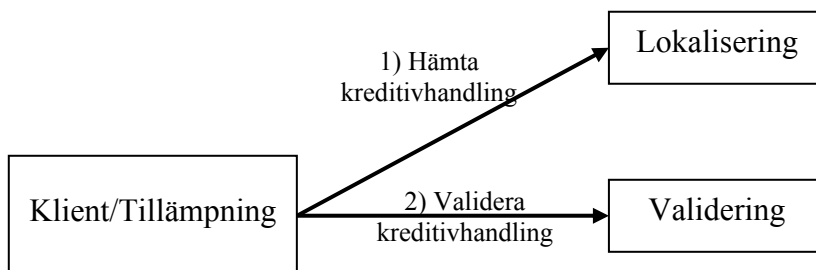 Lokalisering
1) Hämta
kreditivhandling
Klient/Tillämpning
2) Validera
kreditivhandling
Validering